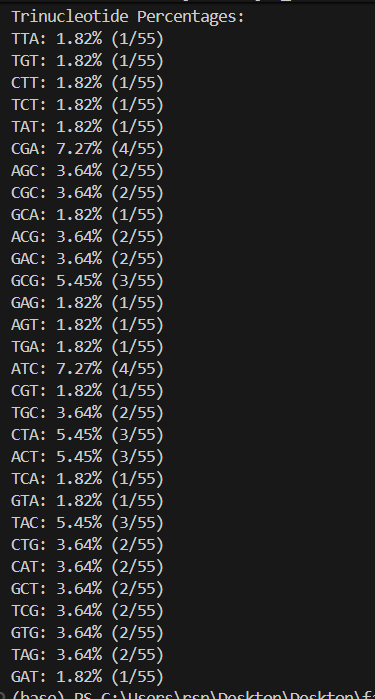 Trinucleotide Percentages:
TTA: 1.82% (1/55)
TGT: 1.82% (1/55)
CTT: 1.82% (1/55)
TCT: 1.82% (1/55)
TAT: 1.82% (1/55)
CGA: 7.27% (4/55)
AGC: 3.64% (2/55)
CGC: 3.64% (2/55)
GCA: 1.82% (1/55)
ACG: 3.64% (2/55)
GAC: 3.64% (2/55)
GCG: 5.45% (3/55)
GAG: 1.82% (1/55)
AGT: 1.82% (1/55)
TGA: 1.82% (1/55)
ATC: 7.27% (4/55)
CGT: 1.82% (1/55)
TGC: 3.64% (2/55)
CTA: 5.45% (3/55)
ACT: 5.45% (3/55)
TCA: 1.82% (1/55)
GTA: 1.82% (1/55)
TAC: 5.45% (3/55)
CTG: 3.64% (2/55)
CAT: 3.64% (2/55)
GCT: 3.64% (2/55)
TCG: 3.64% (2/55)
GTG: 3.64% (2/55)
TAG: 3.64% (2/55)
GAT: 1.82% (1/55)
(base) PS C:\Users\rsp\Desktop\Desktop\fa